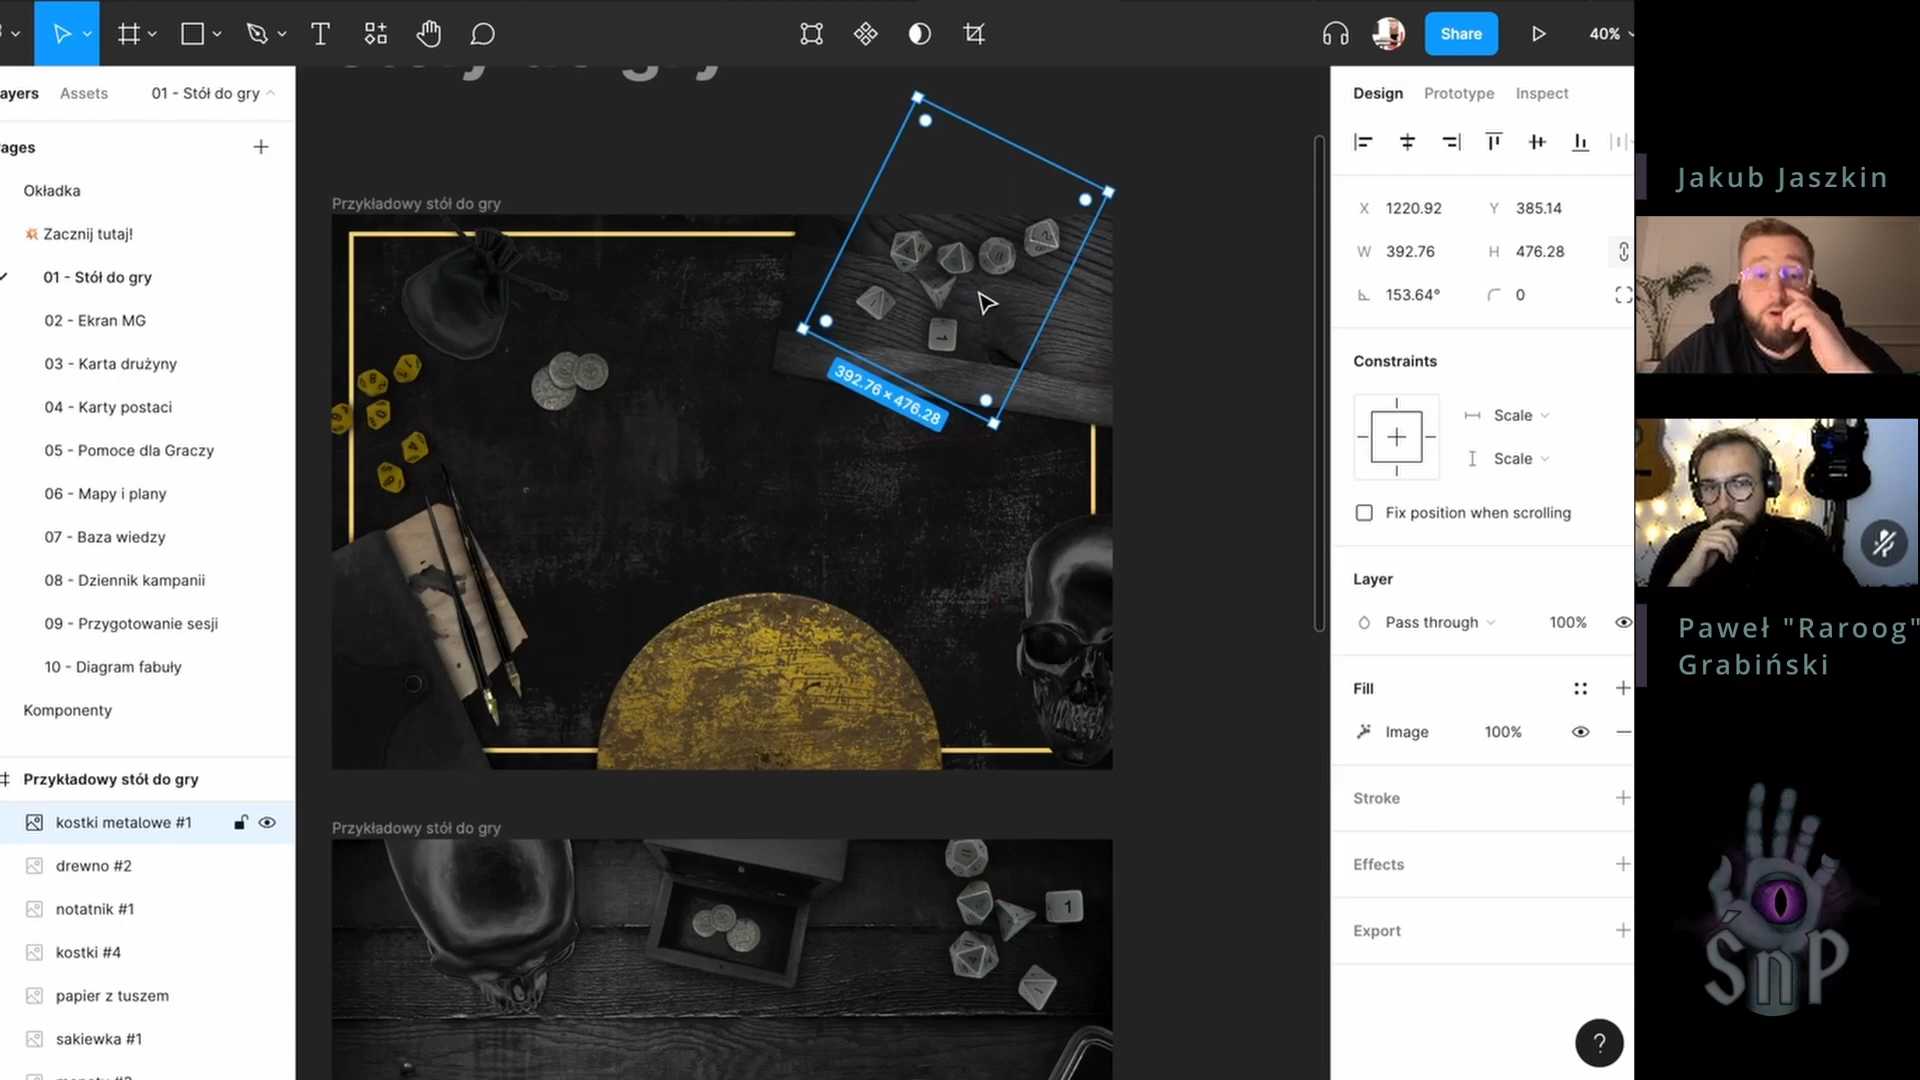 Share
40%
ayers
Assets
01 - Stół do gry
Stoły do gry
Design
Prototype
Inspect
ages
Okładka
Zacznij tutaj!
01 - Stół do gry
02 - Ekran MG
03 - Karta drużyny
04 - Karty postaci
05 - Pomoce dla Graczy
06 - Mapy i plany
07 - Baza wiedzy
08 - Dziennik kampanii
09 - Przygotowanie sesji
10 - Diagram fabuły
Komponenty
Przykładowy stół do gry
kostki metalowe #1
drewno #2
notatnik #1
kostki #4
papier z tuszem
sakiewka #1
Przykładowy stół do gry
392.76 × 476.28
Przykładowy stół do gry
1
X 1220.92
Y 385.14
W 392.76
H 476.28
153.64°
0
Constraints
Scale
Scale
Fix position when scrolling
Layer
Pass through
100%
Fill
Image
100%
Stroke
Effects
Export
?
Jakub Jaszkin
Paweł "Raroog"
Grabiński
ŚnP